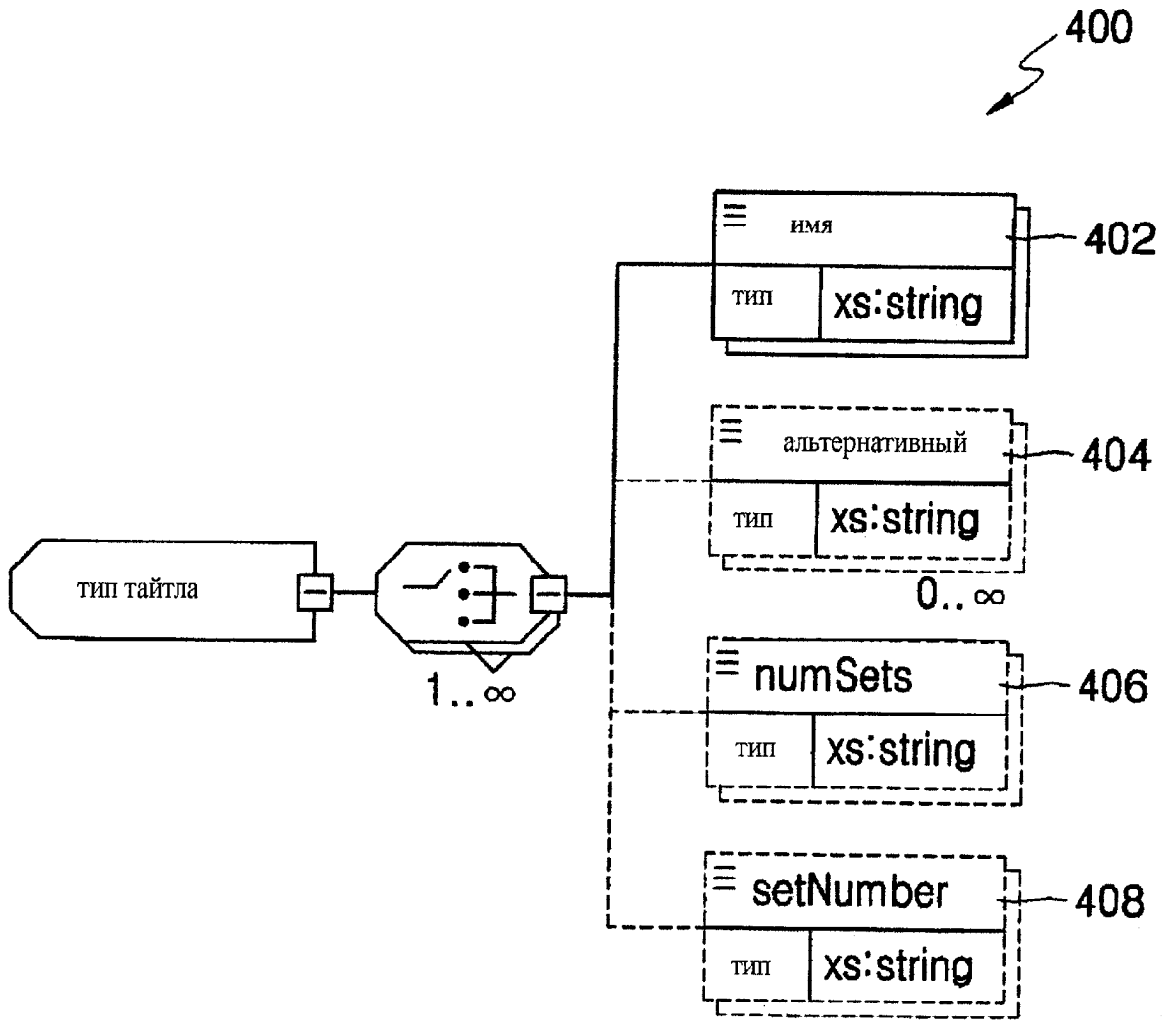 400
имя
402
тип
xs:string
альтернативный
404
тип
xs:string
0..∞
тип тайтла
1..∞
numSets
406
тип
xs:string
setNumber
408
тип
xs:string